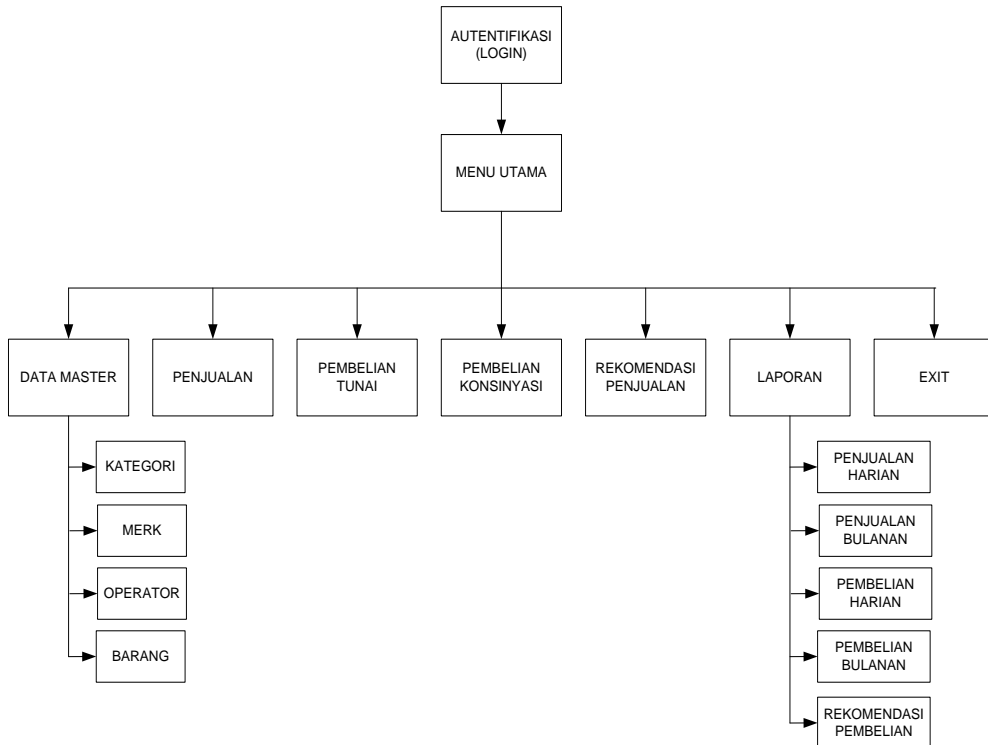 AUTENTIFIKASI
(LOGIN)
MENU UTAMA
DATA MASTER
PENJUALAN
PEMBELIAN
TUNAI
PEMBELIAN
KONSINYASI
REKOMENDASI
PENJUALAN
LAPORAN
EXIT
KATEGORI
MERK
OPERATOR
BARANG
PENJUALAN
HARIAN
PENJUALAN
BULANAN
PEMBELIAN
HARIAN
PEMBELIAN
BULANAN
REKOMENDASI
PEMBELIAN